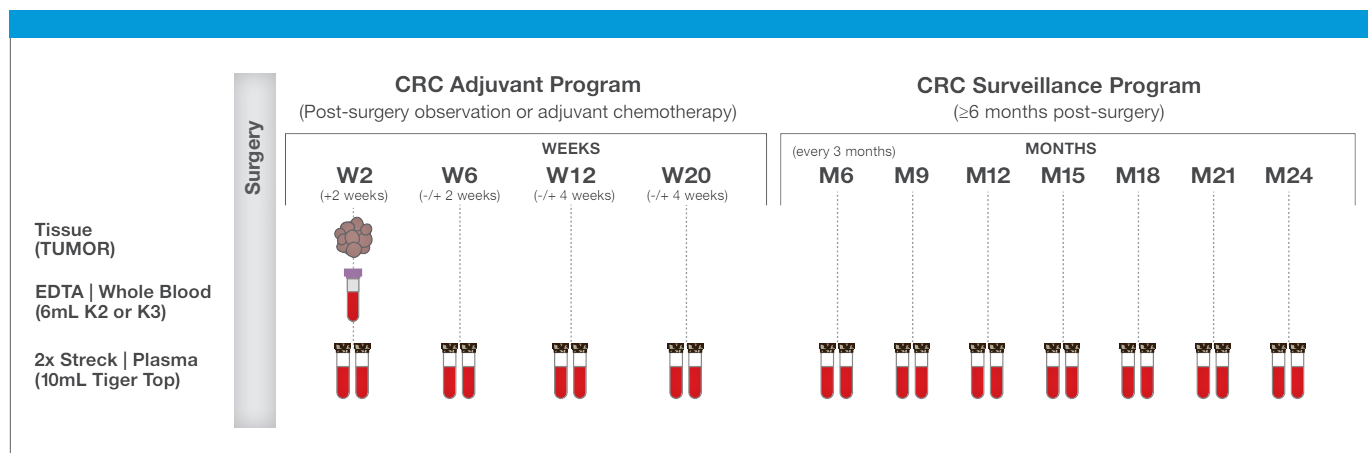 Surgery
CRC Adjuvant Program
(Post-surgery observation or adjuvant chemotherapy)
WEEKS
W2 W6 W12 W20
(+2 weeks) (-/+ 2 weeks) (-/+ 4 weeks) (-/+ 4 weeks)
CRC Surveillance Program
(≥6 months post-surgery)
(every 3 months) MONTHS
M6 M9 M12 M15 M18 M21 M24
Tissue
(TUMOR)
EDTA | Whole Blood
(6mL K2 or K3)
2x Streck | Plasma
(10mL Tiger Top)